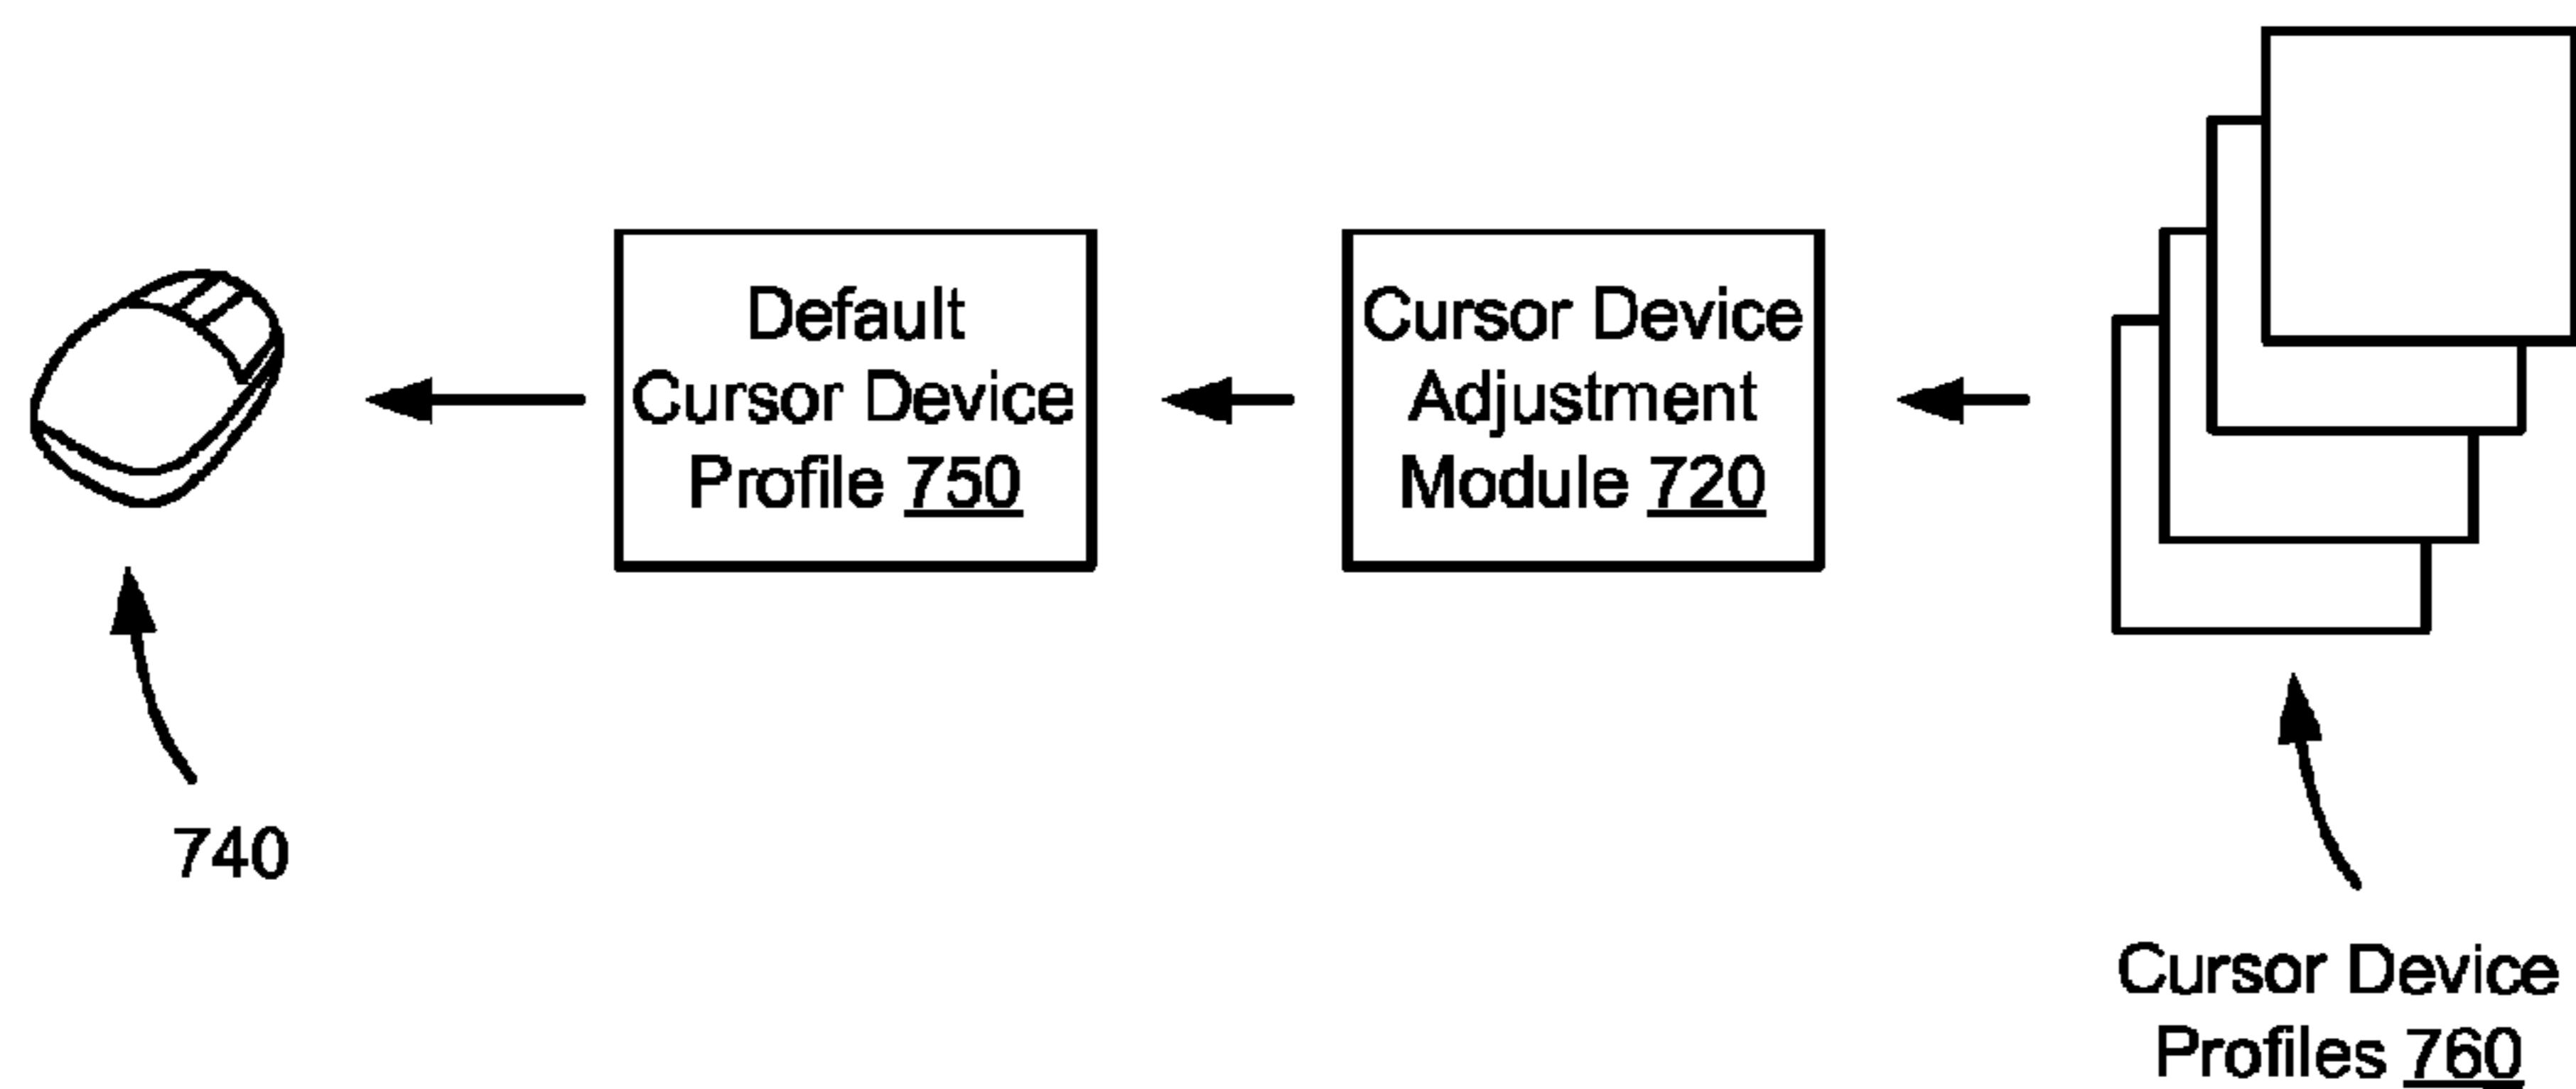 Default
Cursor Device
Profile 750
Cursor Device
Adjustment
Module 720
740
Cursor Device
Profiles 760